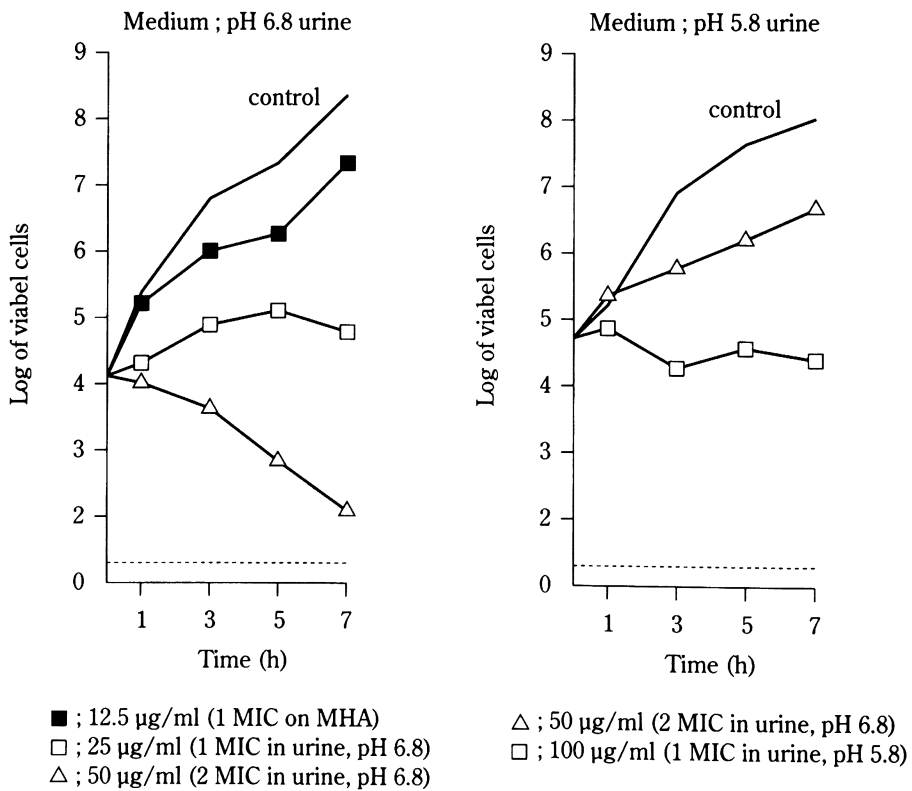 Medium ; pH 6.8 urine
9
8
7
6
5
4
3
2
0
control
Log of viabel cells
1 3 5 7
Time (h)
■ ; 12.5 µg/ml (1 MIC on MHA)
□ ; 25 µg/ml (1 MIC in urine, pH 6.8)
△ ; 50 µg/ml (2 MIC in urine, pH 6.8)
Medium ; pH 5.8 urine
9
8
7
6
5
4
3
2
0
control
Log of viabel cells
1 3 5 7
Time (h)
△ ; 50 µg/ml (2 MIC in urine, pH 6.8)
□ ; 100 µg/ml (1 MIC in urine, pH 5.8)